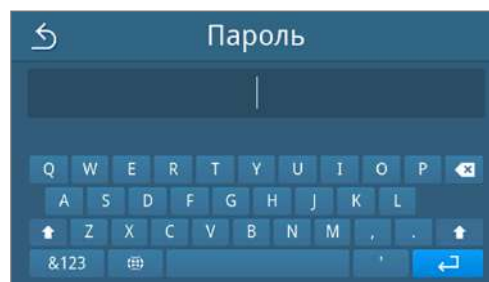 Пароль
Q W E R T Y U I O P
A S D F G H J K L
Z X C V B N M , .
&123 '